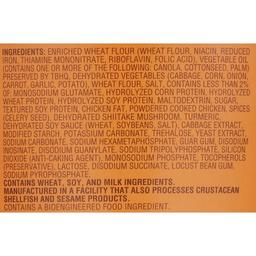 INGREDIENTS: ENRICHED WHEAT FLOUR (WHEAT FLOUR, NIACIN, REDUCED
IRON, THIAMINE MONONITRATE, RIBOFLAVIN, FOLIC ACID), VEGETABLE OIL
(CONTAINS ONE OR MORE OF THE FOLLOWING: CANOLA, COTTONSEED, PALM)
PRESERVED BY TBHQ, DEHYDRATED VEGETABLES (CABBAGE, CORN, ONION,
CARROT, GARLIC, POTATO), WHEAT FLOUR, SALT, CONTAINS LESS THAN 2%
OF MONOSODIUM GLUTAMATE, HYDROLYZED CORN PROTEIN, HYDROLYZED
WHEAT PROTEIN, HYDROLYZED SOY PROTEIN, MALTODEXTRIN, SUGAR,
TEXTURED SOY PROTEIN, CHICKEN FAT, POWDERED COOKED CHICKEN, SPICES
(CELERY SEED), DEHYDRATED SHIITAKE MUSHROOM, TURMERIC,
DEHYDRATED SOY SAUCE (WHEAT, SOYBEANS, SALT), CABBAGE EXTRACT,
MODIFIED STARCH, POTASSIUM CARBONATE, TREHALOSE, YEAST EXTRACT,
SODIUM CARBONATE, SODIUM HEXAMETAPHOSPHATE, GUAR GUM, DISODIUM
INOSINATE, DISODIUM GUANYLATE, SODIUM TRIPOLYPHOSPHATE, SILICON
DIOXIDE (ANTI-CAKING AGENT), MONOSODIUM PHOSPHATE, TOCOPHEROLS
(PRESERVATIVE), LACTOSE, DISODIUM SUCCINATE, LOCUST BEAN GUM,
SODIUM PYROPHOSPHATE.
CONTAINS WHEAT, SOY, AND MILK INGREDIENTS.
MANUFACTURED IN A FACILITY THAT ALSO PROCESSES CRUSTACEAN
SHELLFISH AND SESAME PRODUCTS.
CONTAINS A BIOENGINEERED FOOD INGREDIENT.